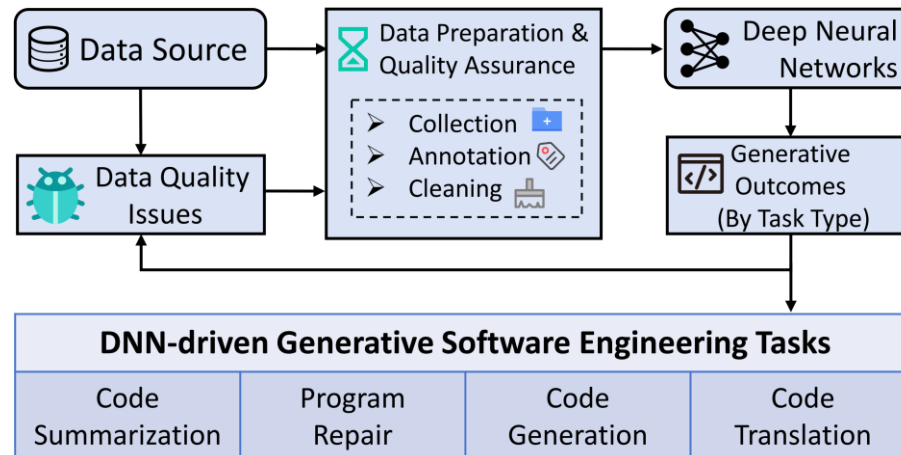 Data Source
Data Preparation &
Quality Assurance
Collection
Annotation
Cleaning
Deep Neural
Networks
Data Quality
Issues
</>
Generative
Outcomes
(By Task Type)
DNN-driven Generative Software Engineering Tasks
Code
Summarization
Program
Repair
Code
Generation
Code
Translation